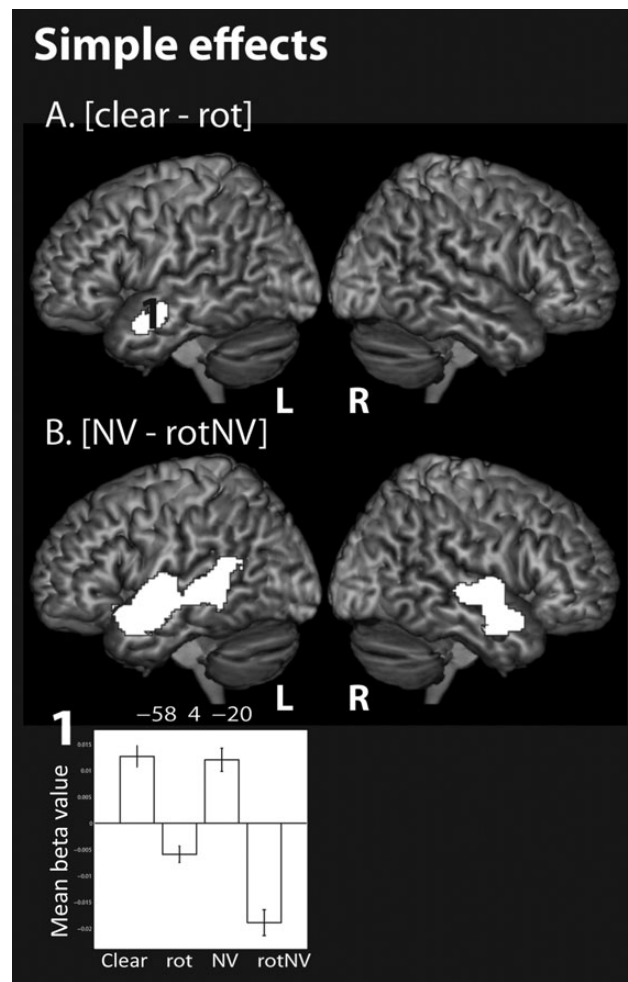 Simple effects
A. [clear - rot]
1
L R
B. [NV - rotNV]
L R
1 −58 4 −20
Mean beta value
0.015
0.01
0.005
0
-0.005
-0.01
-0.015
-0.02
Clear rot NV rotNV